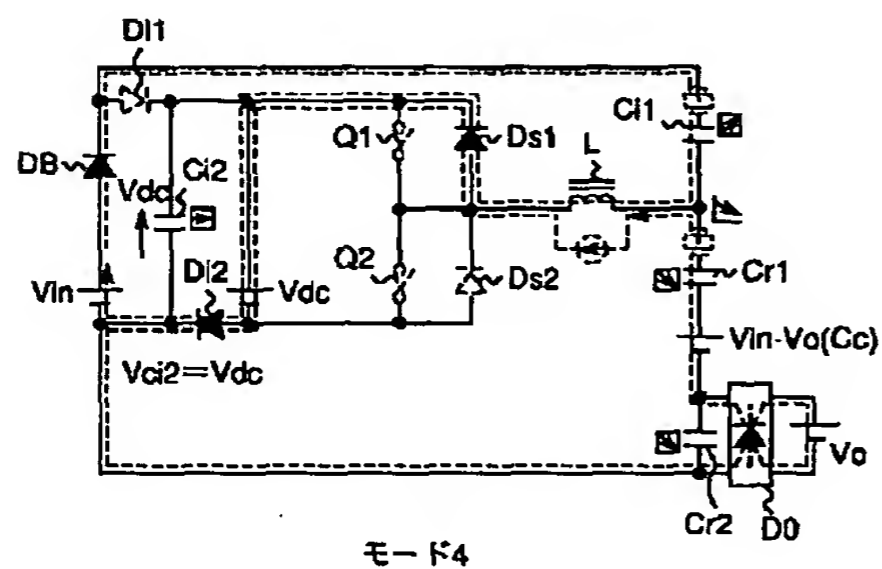 Di1
Ci1
Q1
Ds1
L
DB
Vdc
Ci2
Q2
Di2
Ds2
Cr1
Vin
Vdc
Vin-Vo(Cc)
Vci2=Vdc
Vo
Cr2
D0
モード4